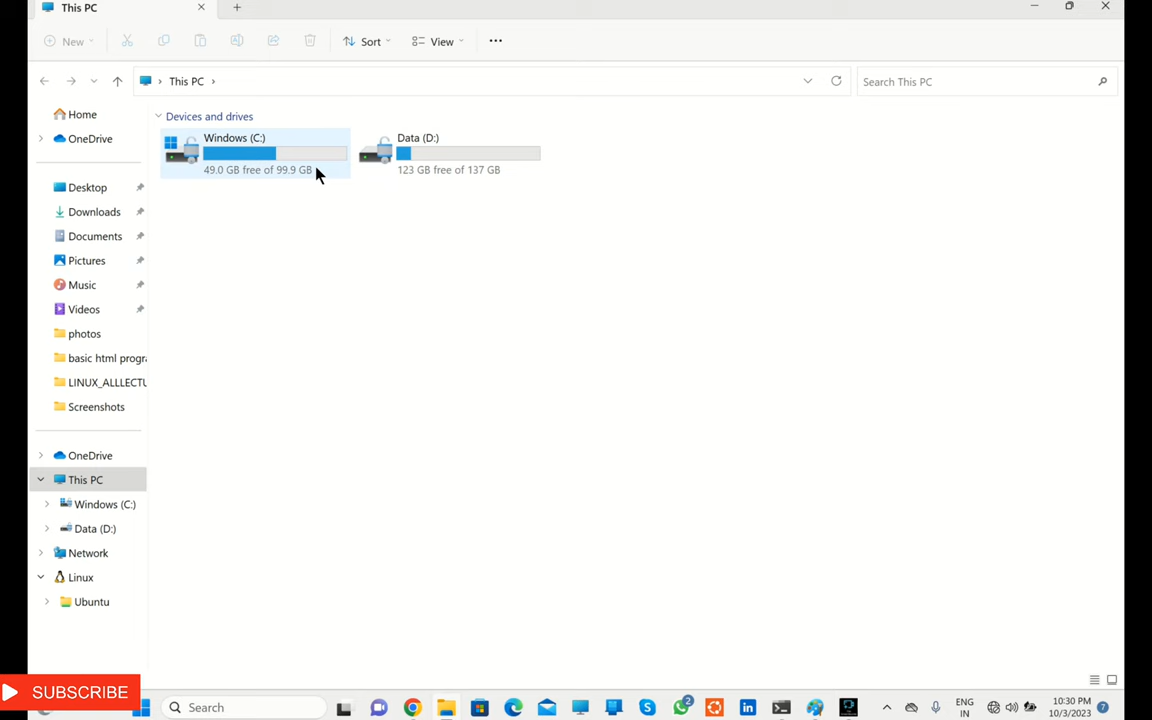 This PC
New
Sort
View
This PC
Search This PC
Home
OneDrive
Desktop
Downloads
Documents
Pictures
Music
Videos
photos
basic html progra
LINUX_ALLLECTU
Screenshots
OneDrive
This PC
Windows (C:)
Data (D:)
Network
Linux
Ubuntu
Devices and drives
Windows (C:)
49.0 GB free of 99.9 GB
Data (D:)
123 GB free of 137 GB
SUBSCRIBE
Search
2
ENG
IN
10:30 PM
10/3/2023
7